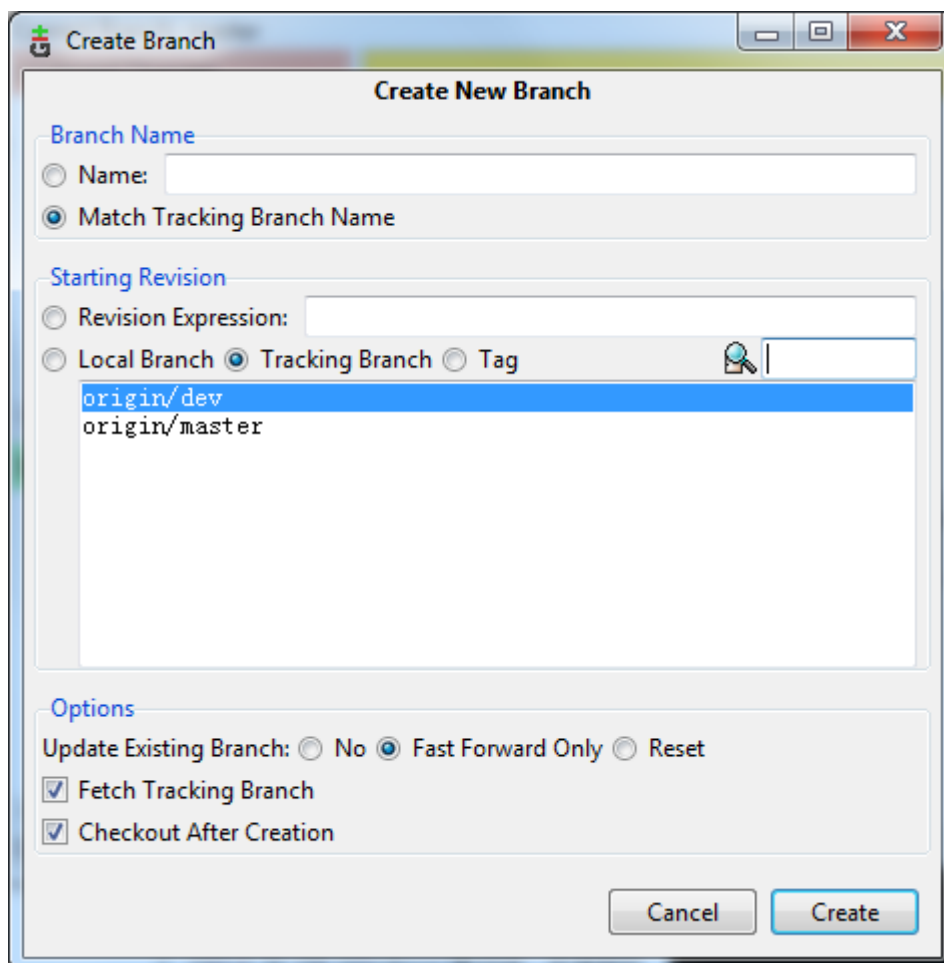 Create Branch
Create New Branch
Branch Name
Name:
Match Tracking Branch Name
Starting Revision
Revision Expression:
Local Branch Tracking Branch Tag
origin/dev
origin/master
Options
Update Existing Branch: No Fast Forward Only Reset
Fetch Tracking Branch
Checkout After Creation
Cancel Create